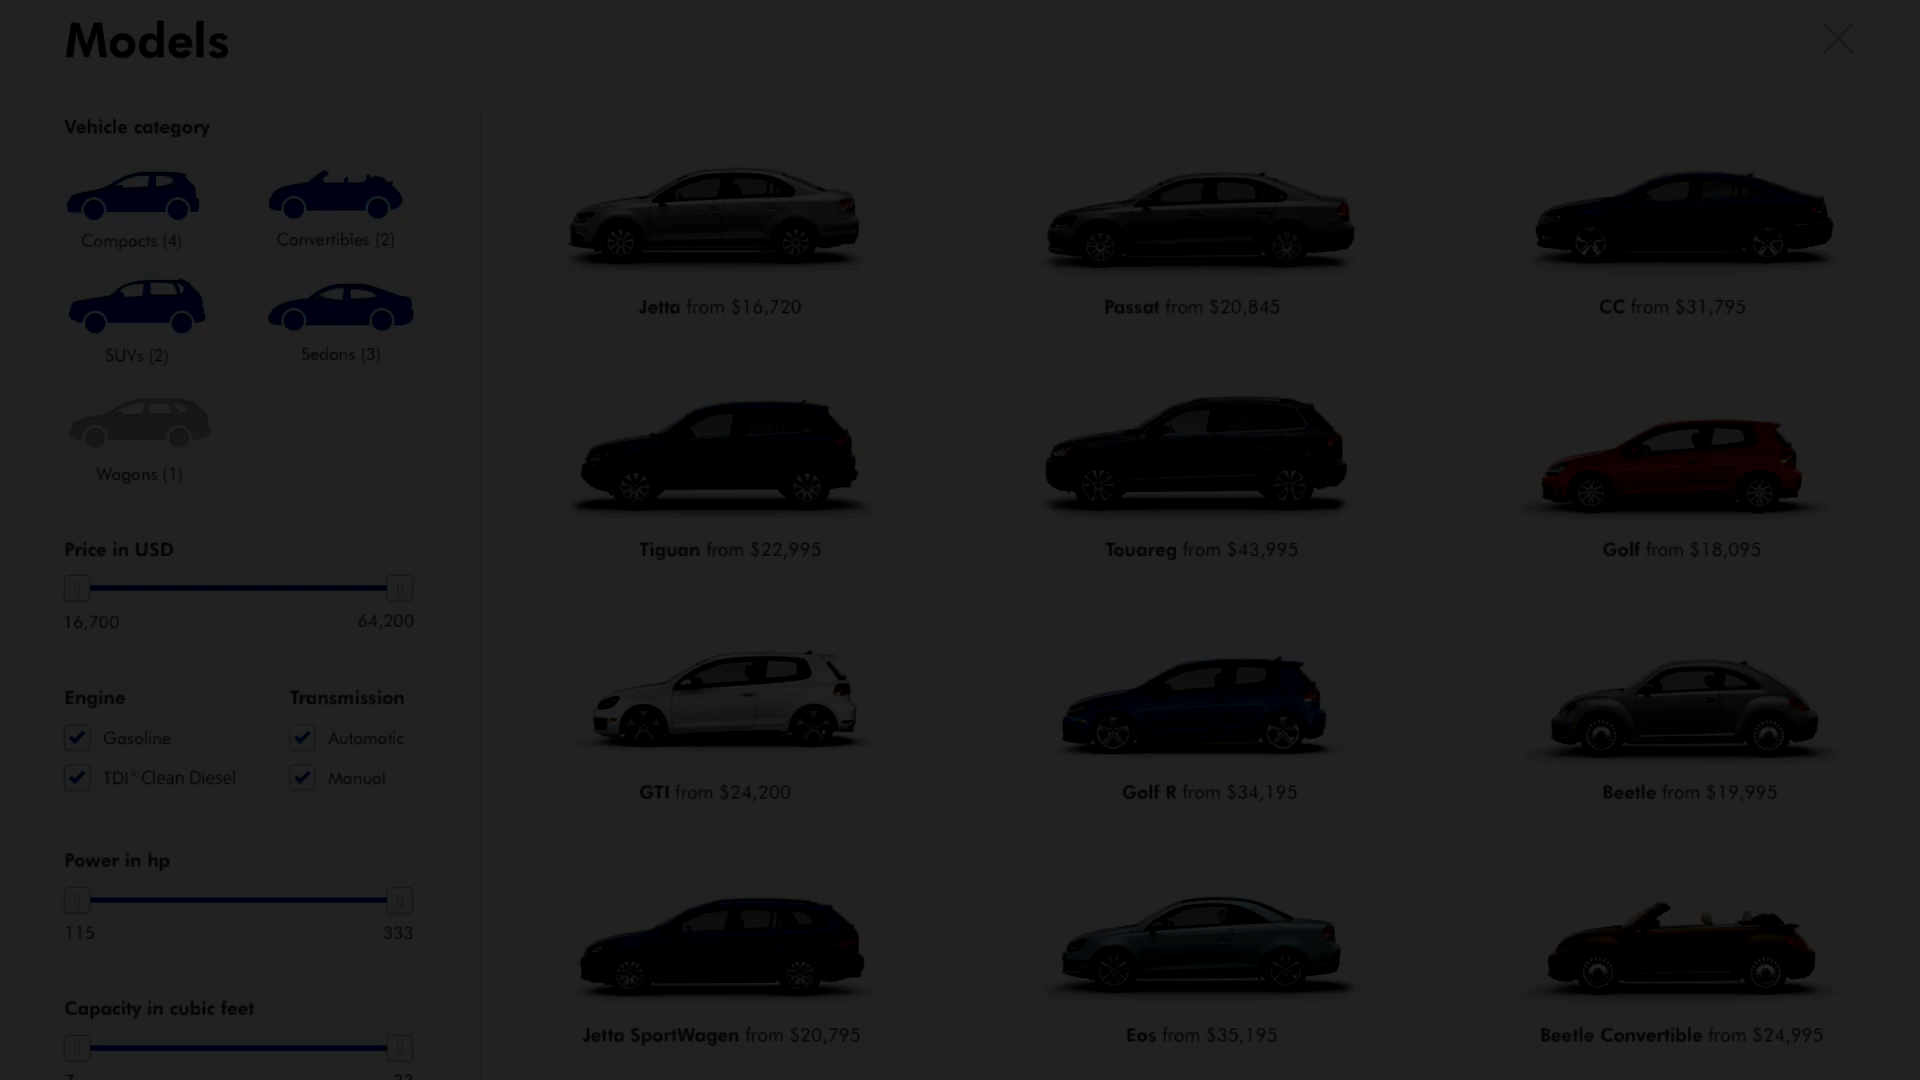 Models
Vehicle category
Compacts (4)
Convertibles (2)
SUVs (2)
Sedans (3)
Wagons (1)
Price in USD
16,700
64,200
Engine
Transmission
Gasoline
Automatic
TDI® Clean Diesel
Manual
Power in hp
115
333
Capacity in cubic feet
Jetta from $16,720
Passat from $20,845
CC from $31,795
Tiguan from $22,995
Touareg from $43,995
Golf from $18,095
GTI from $24,200
Golf R from $34,195
Beetle from $19,995
Jetta SportWagen from $20,795
Eos from $35,195
Beetle Convertible from $24,995